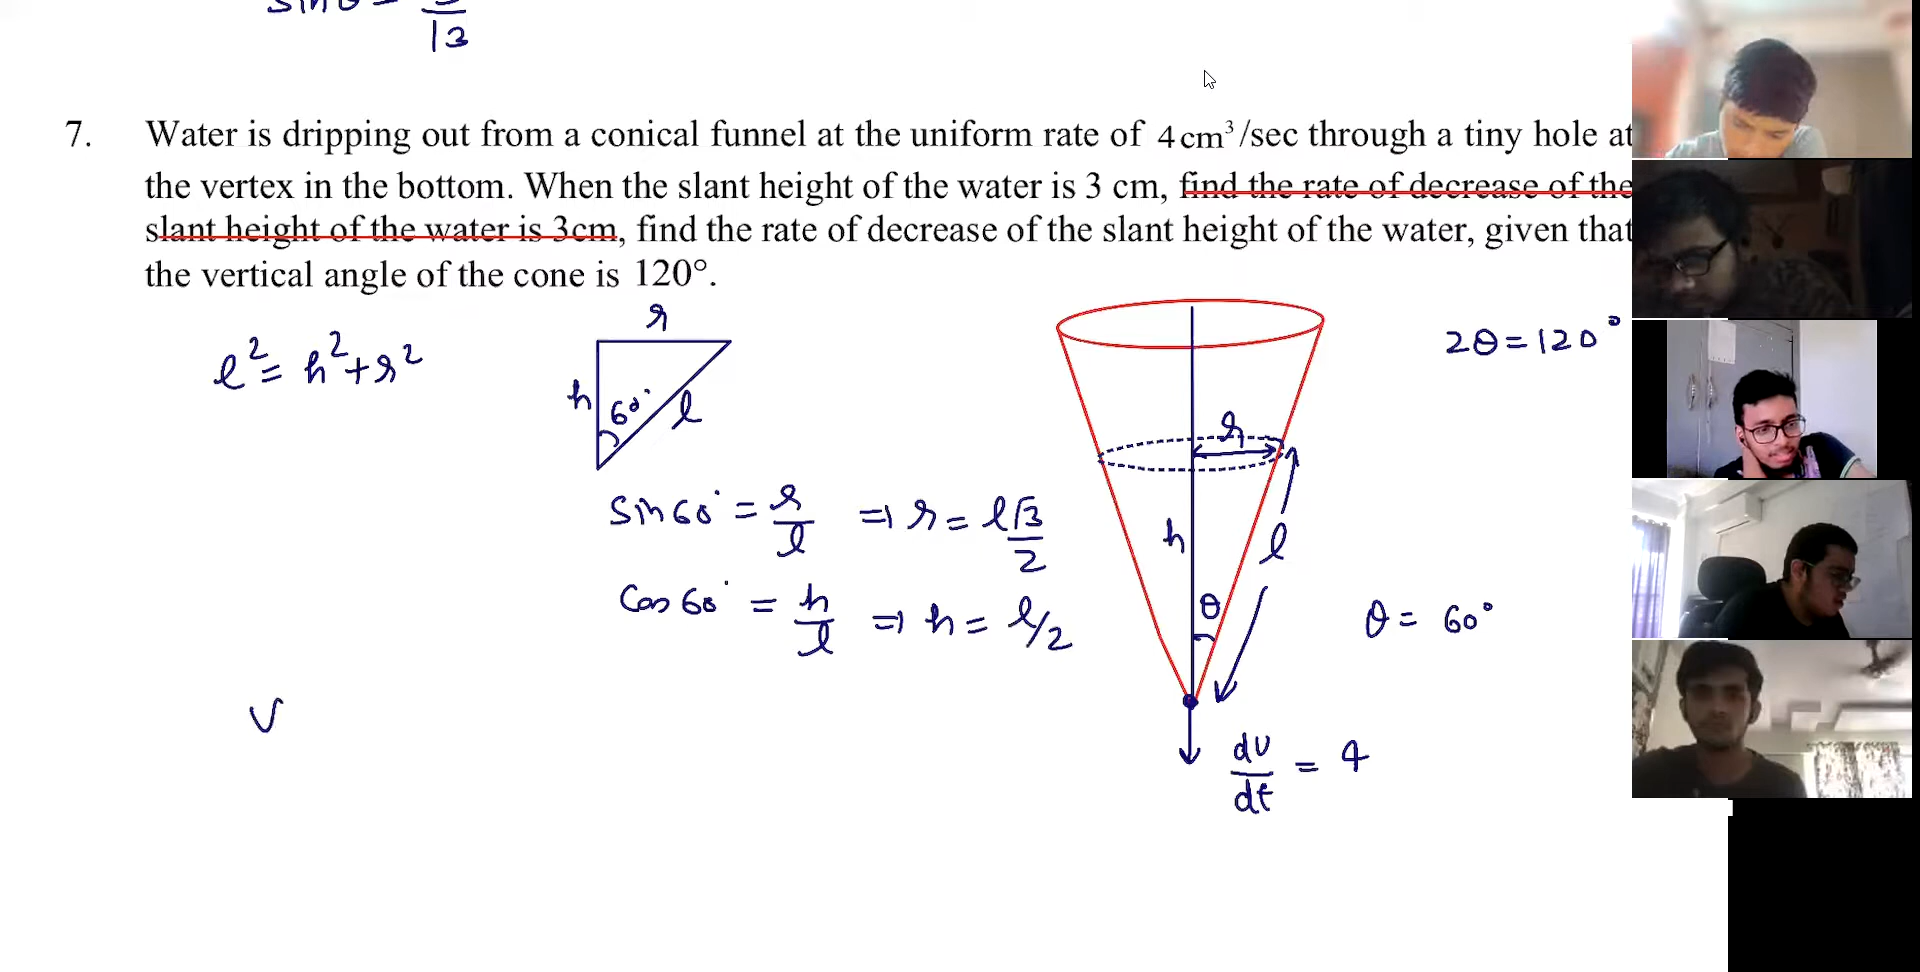 sin θ =
13
7. Water is dripping out from a conical funnel at the uniform rate of 4 cm³/sec through a tiny hole at
the vertex in the bottom. When the slant height of the water is 3 cm, find the rate of decrease of the
slant height of the water is 3cm, find the rate of decrease of the slant height of the water, given that
the vertical angle of the cone is 120°.
l² = h² + r²
r
h
60°
l
2θ = 120°
sin 60° = r/l ⇒ r = l√3/2
cos 60° = h/l ⇒ h = l/2
r
h
l
θ
θ = 60°
V
dv/dt = 4